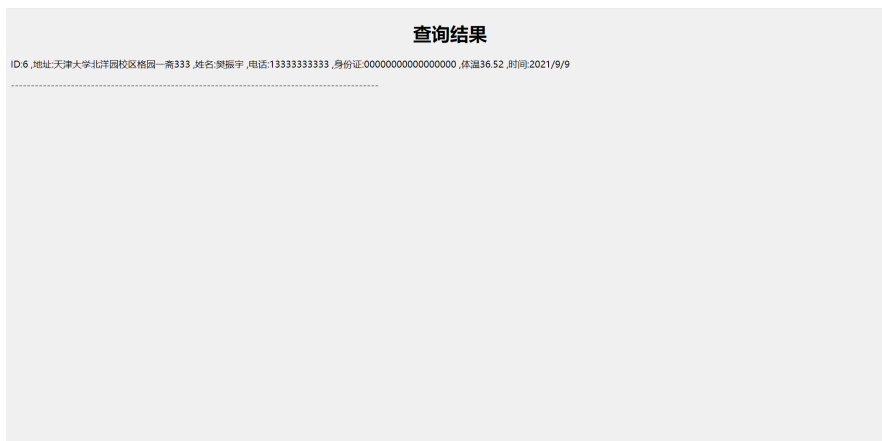 查询结果
ID:6 ,地址:天津大学北洋园校区格园一斋333 ,姓名:樊振宇 ,电话:13333333333 ,身份证:00000000000000000 ,体温36.52 ,时间:2021/9/9
--------------------------------------------------------------------------------------------